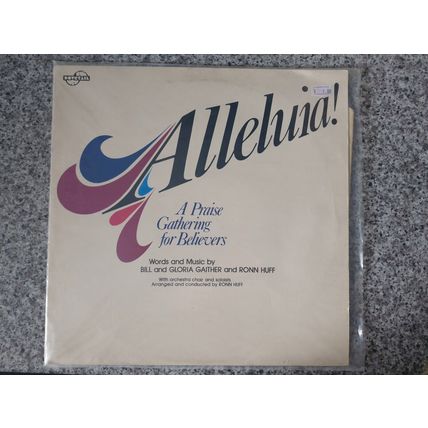 Alleluia!
A Praise
Gathering
for Believers
Words and Music by
BILL and GLORIA GAITHER and RONN HUFF
With orchestra choir and soloists
Arranged and conducted by RONN HUFF